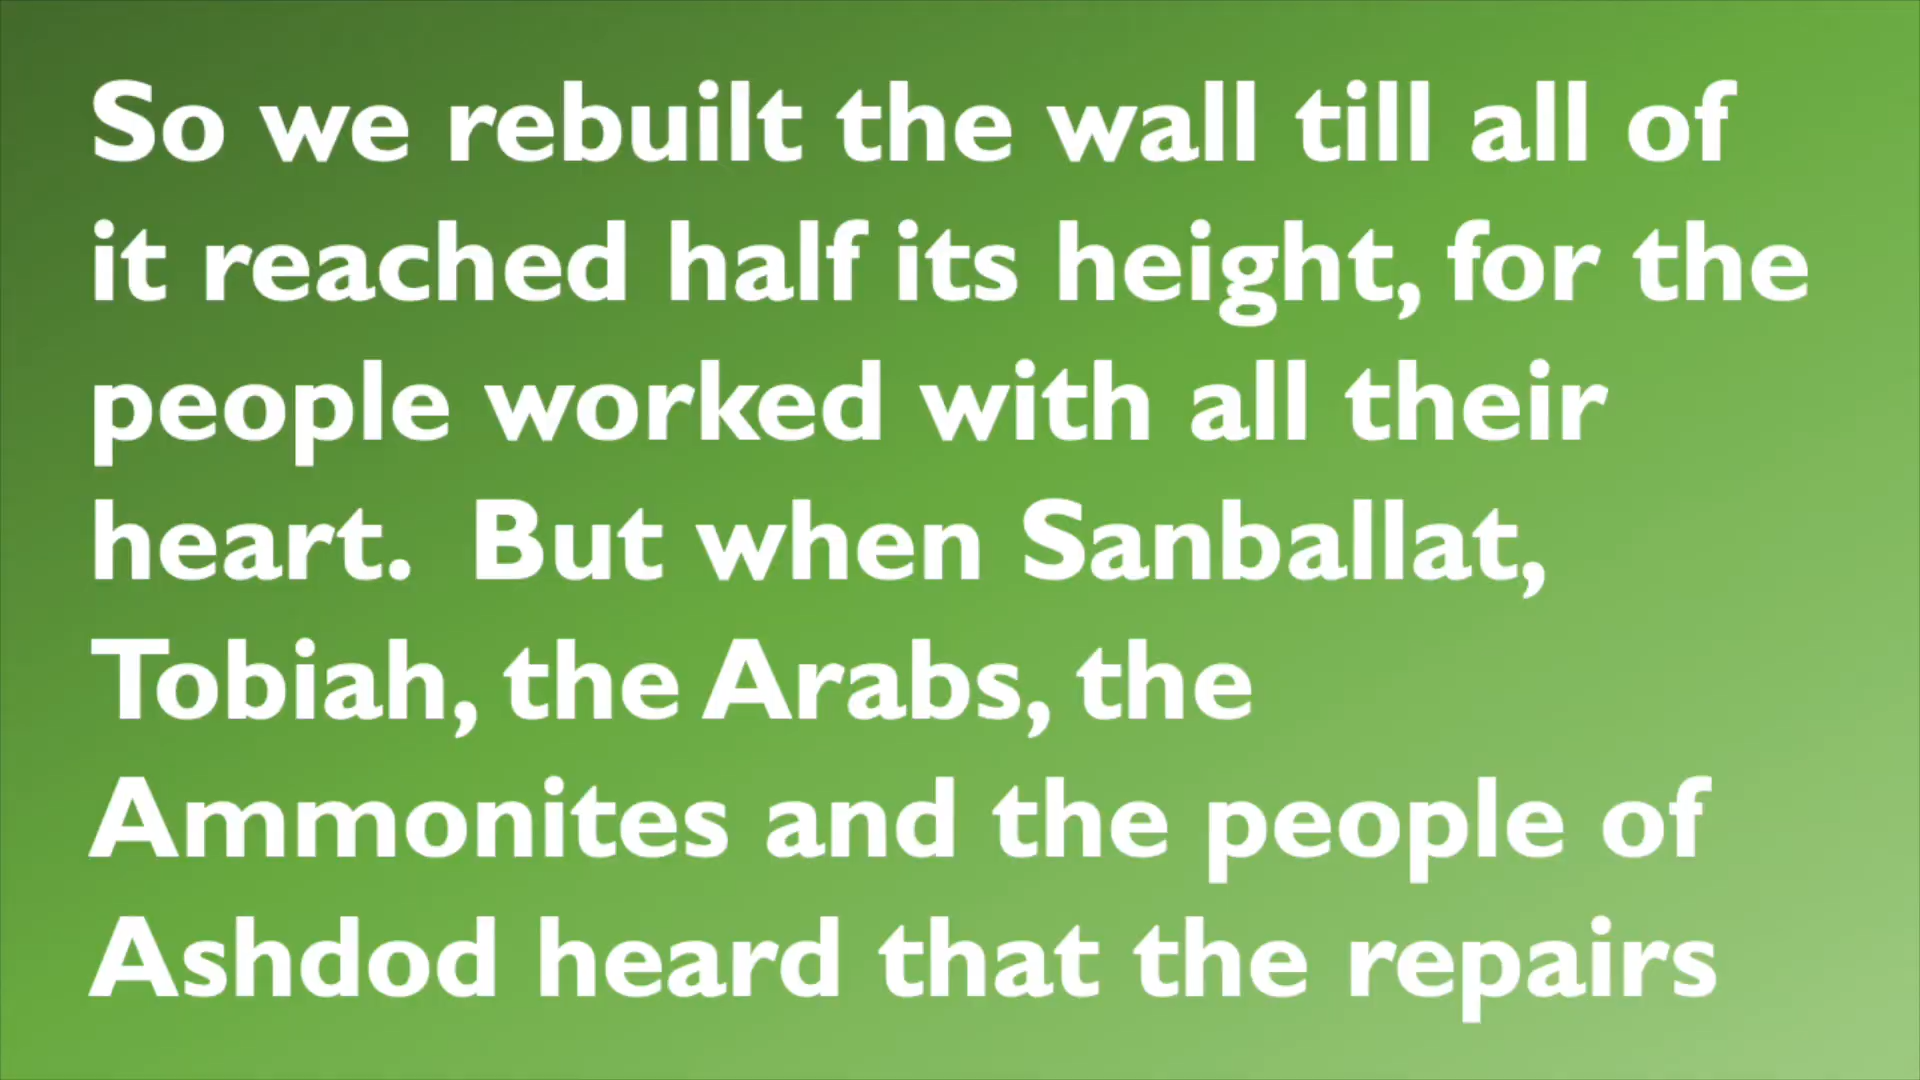 So we rebuilt the wall till all of
it reached half its height, for the
people worked with all their
heart.  But when Sanballat,
Tobiah, the Arabs, the
Ammonites and the people of
Ashdod heard that the repairs